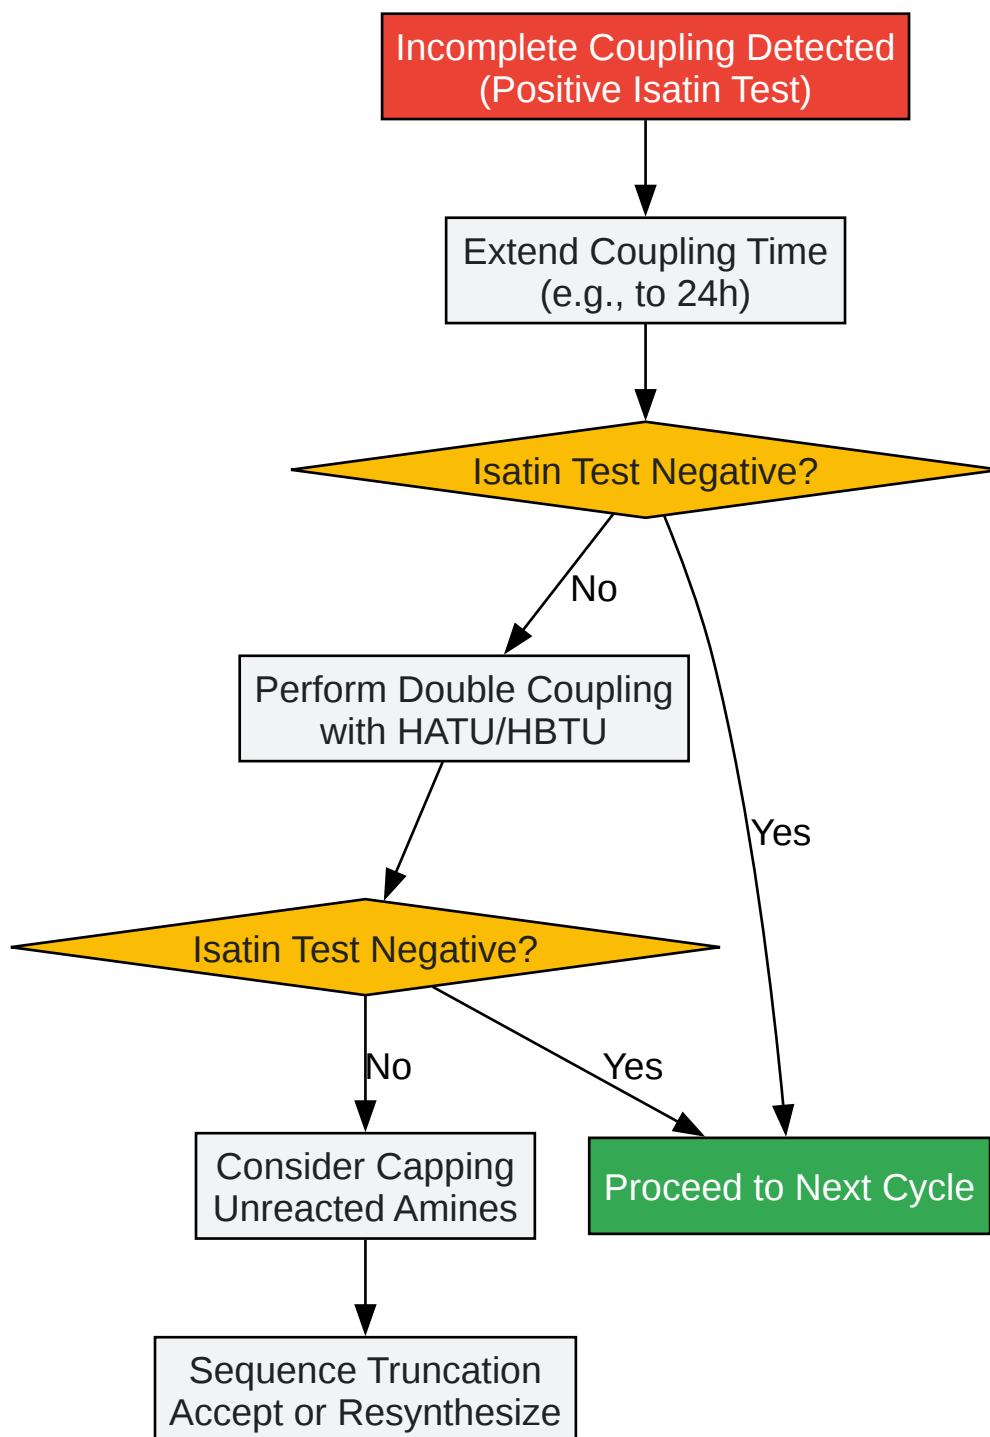 Incomplete Coupling Detected
(Positive Isatin Test)
Extend Coupling Time
(e.g., to 24h)
Isatin Test Negative?
No
Perform Double Coupling
with HATU/HBTU
Yes
Isatin Test Negative?
No
Yes
Consider Capping
Unreacted Amines
Proceed to Next Cycle
Sequence Truncation
Accept or Resynthesize